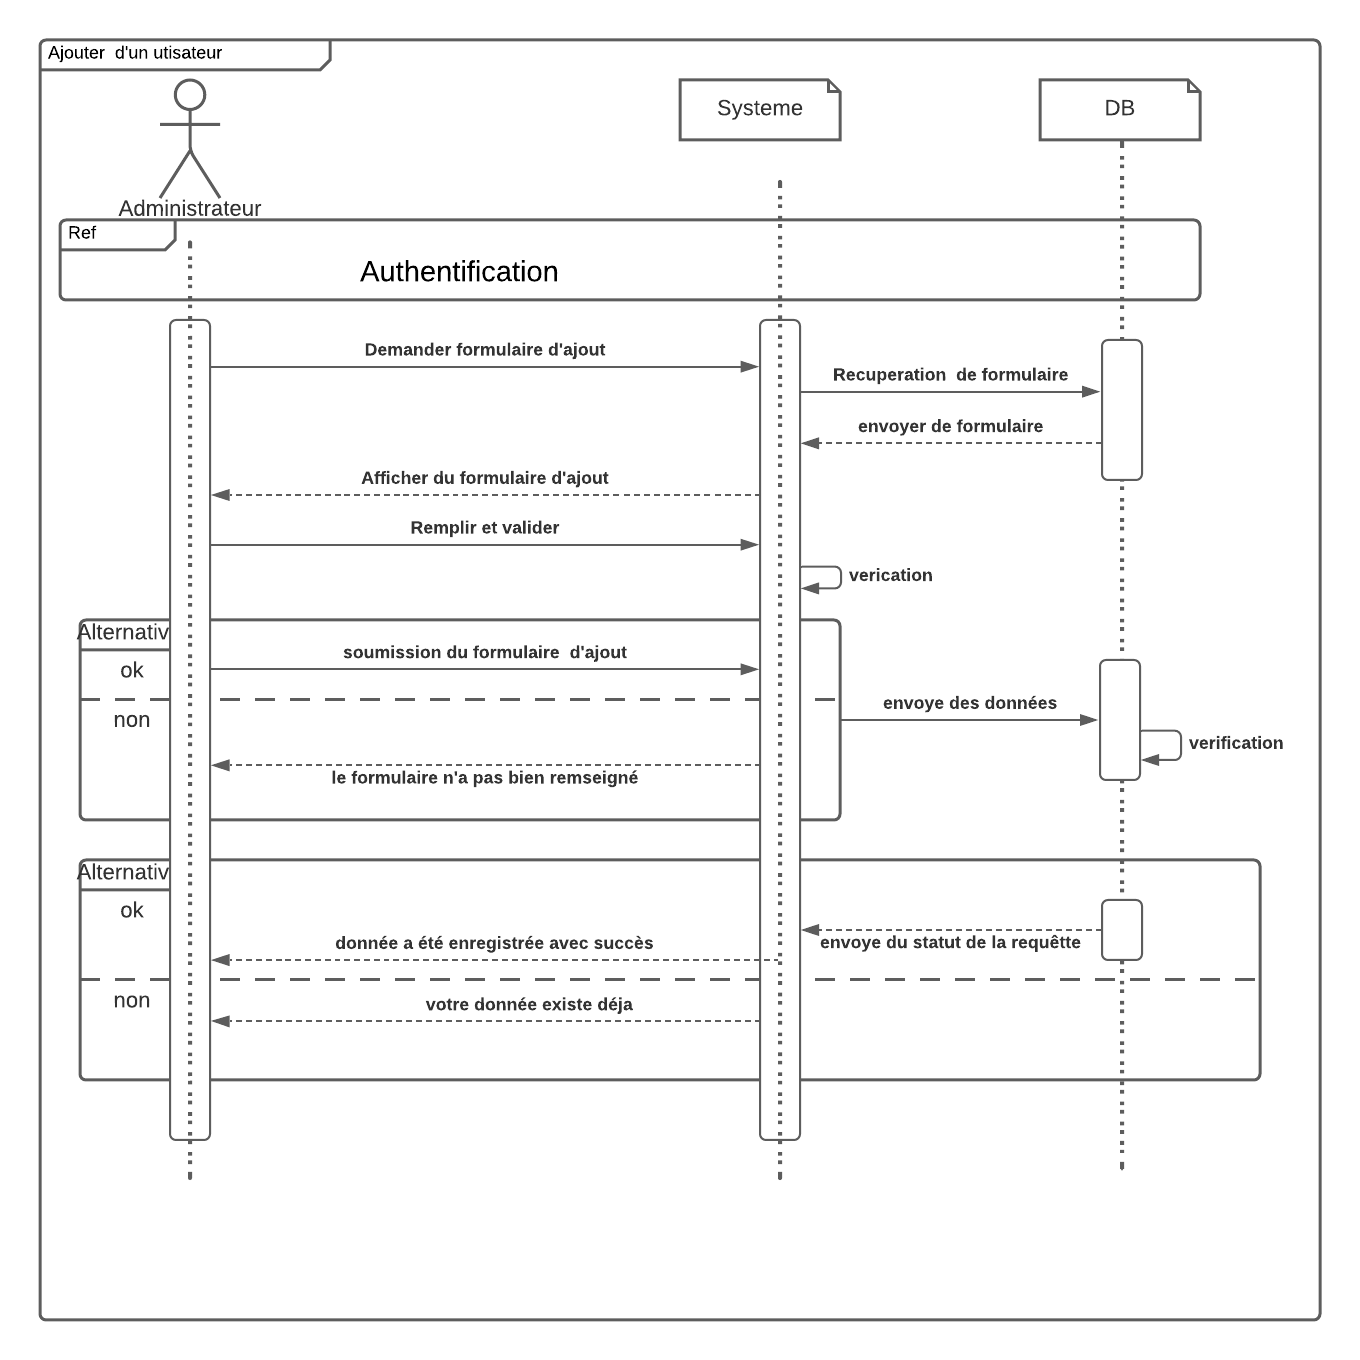 Ajouter  d'un utisateur
Systeme
DB
Administrateur
Ref
Authentification
Demander formulaire d'ajout
Recuperation  de formulaire
envoyer de formulaire
Afficher du formulaire d'ajout
Remplir et valider
verication
Alternativ
soumission du formulaire  d'ajout
ok
envoye des données
non
verification
le formulaire n'a pas bien remseigné
Alternativ
ok
donnée a été enregistrée avec succès
envoye du statut de la requêtte
non
votre donnée existe déja